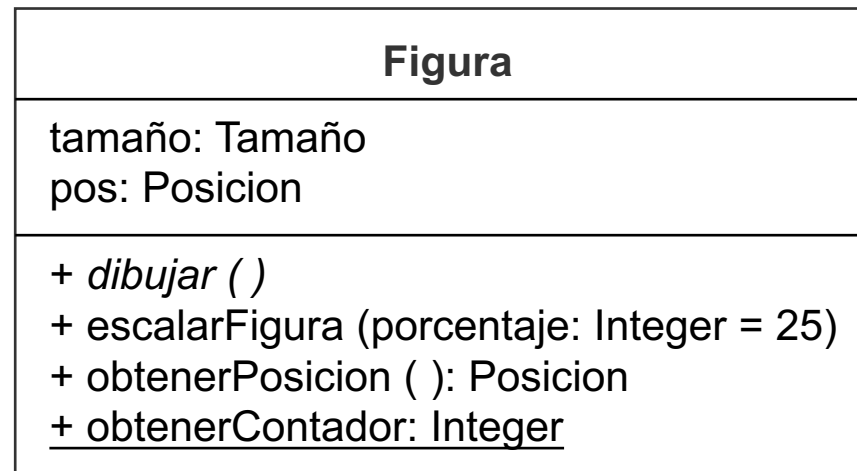 Figura
tamaño: Tamaño
pos: Posicion
+ dibujar ( )
+ escalarFigura (porcentaje: Integer = 25)
+ obtenerPosicion ( ): Posicion
+ obtenerContador: Integer